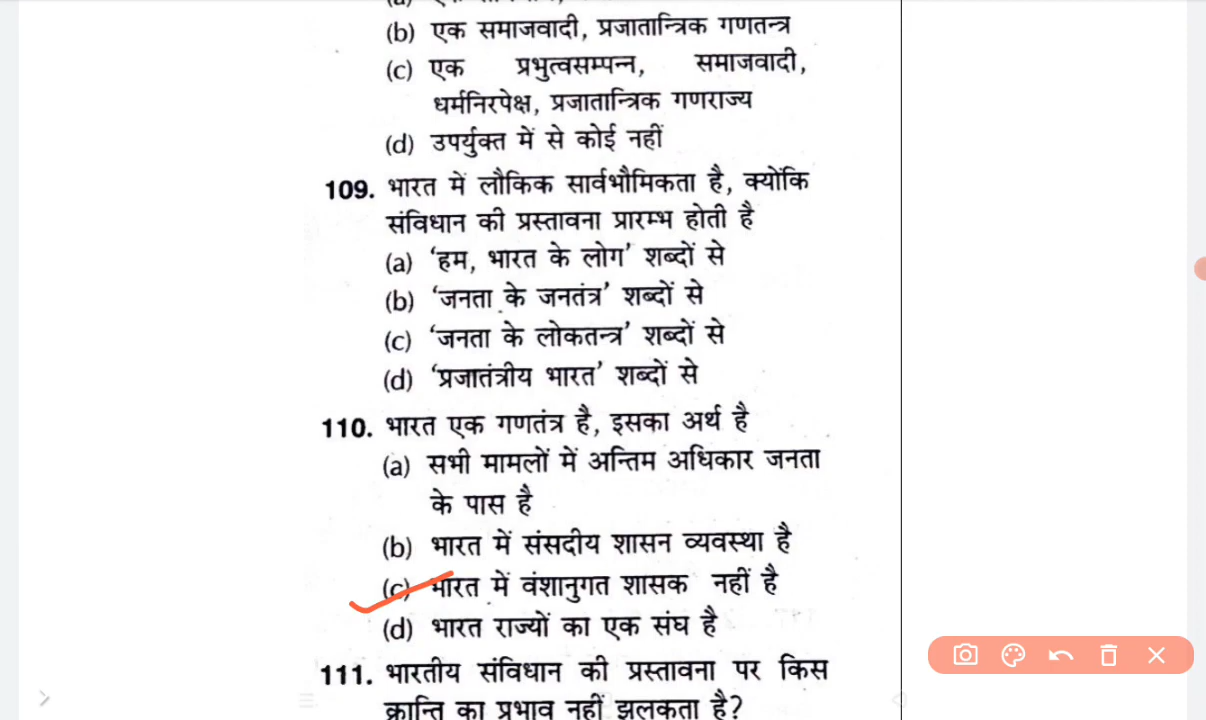 (b) एक समाजवादी, प्रजातान्त्रिक गणतन्त्र
(c) एक प्रभुत्वसम्पन्न, समाजवादी,
धर्मनिरपेक्ष, प्रजातान्त्रिक गणराज्य
(d) उपर्युक्त में से कोई नहीं
109. भारत में लौकिक सार्वभौमिकता है, क्योंकि
संविधान की प्रस्तावना प्रारम्भ होती है
(a) ‘हम, भारत के लोग’ शब्दों से
(b) ‘जनता के जनतंत्र’ शब्दों से
(c) ‘जनता के लोकतन्त्र’ शब्दों से
(d) ‘प्रजातंत्रीय भारत’ शब्दों से
110. भारत एक गणतंत्र है, इसका अर्थ है
(a) सभी मामलों में अन्तिम अधिकार जनता
के पास है
(b) भारत में संसदीय शासन व्यवस्था है
(c) भारत में वंशानुगत शासक नहीं है
(d) भारत राज्यों का एक संघ है
111. भारतीय संविधान की प्रस्तावना पर किस
क्रान्ति का प्रभाव नहीं झलकता है?